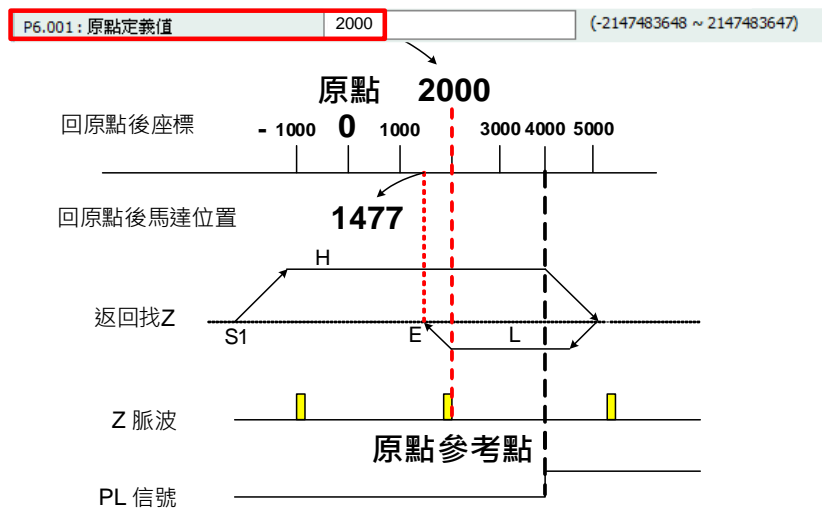 P6.001 : 原點定義值 2000 (-2147483648 ~ 2147483647)
原點 2000
回原點後座標 - 1000 0 1000 3000 4000 5000
回原點後馬達位置 1477
H
返回找Z
S1 E L
Z 脈波
原點參考點
PL 信號